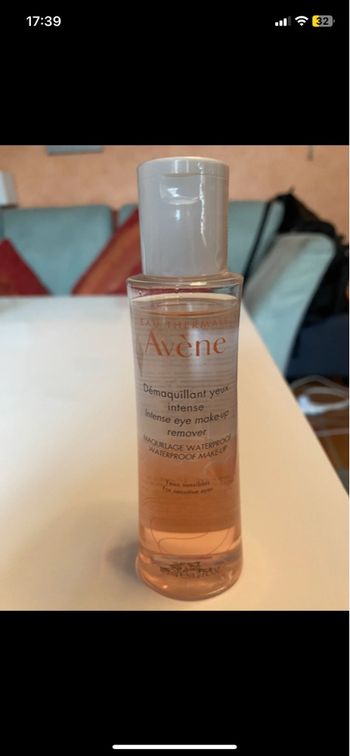 17:39
32
EAU THERMALE
Avène
Démaquillant yeux
intense
Intense eye make-up
remover
MAQUILLAGE WATERPROOF
WATERPROOF MAKE-UP
Yeux sensibles
For sensitive eyes